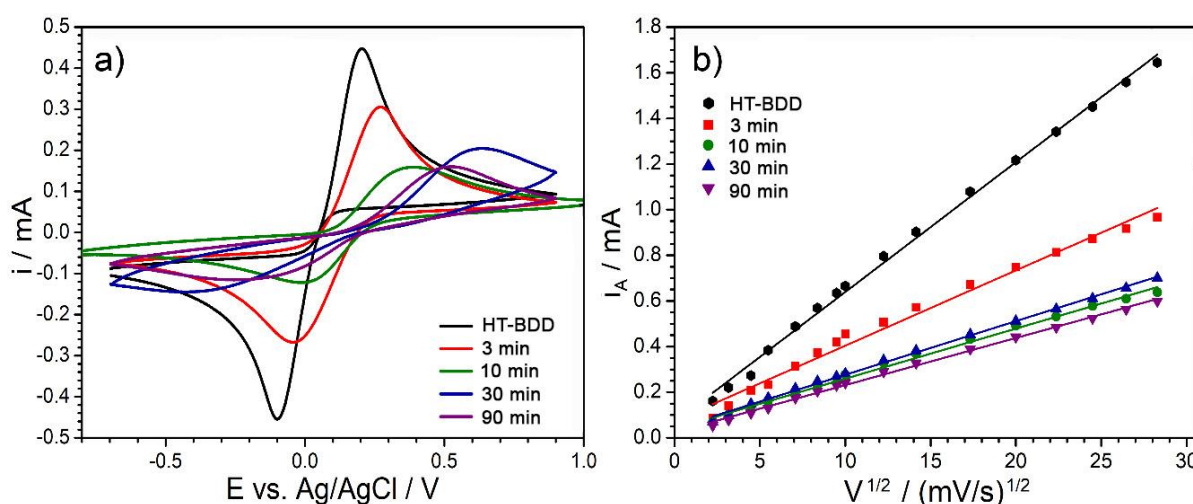 a)
i / mA
0.5
0.4
0.3
0.2
0.1
0.0
-0.1
-0.2
-0.3
-0.4
-0.5
-0.5
0.0
0.5
1.0
E vs. Ag/AgCl / V
HT-BDD
3 min
10 min
30 min
90 min
b)
I_A / mA
1.8
1.6
1.4
1.2
1.0
0.8
0.6
0.4
0.2
0.0
0
5
10
15
20
25
30
V^1/2 / (mV/s)^1/2
HT-BDD
3 min
10 min
30 min
90 min